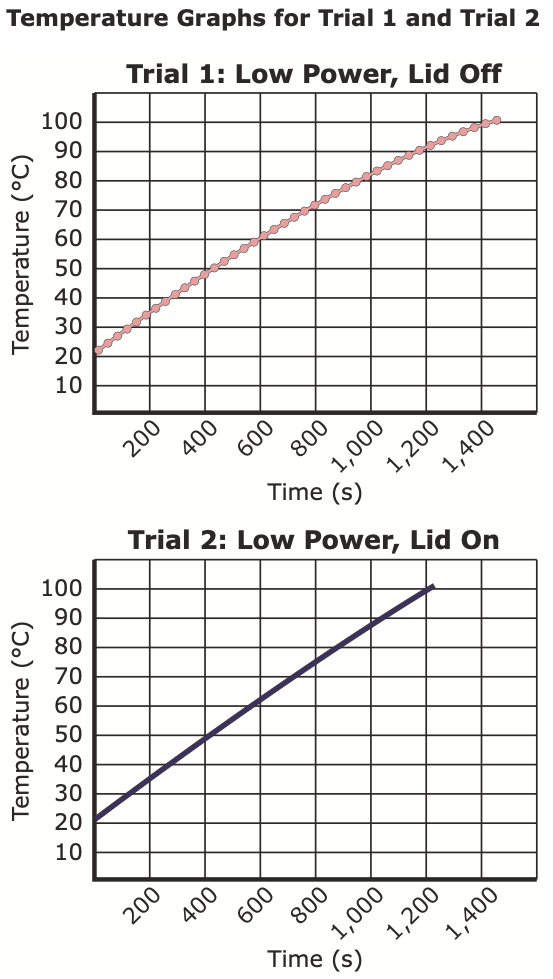 Temperature Graphs for Trial 1 and Trial 2
Trial 1: Low Power, Lid Off
Temperature (°C)
100
90
80
70
60
50
40
30
20
10
200 400 600 800 1,000 1,200 1,400
Time (s)
Trial 2: Low Power, Lid On
Temperature (°C)
100
90
80
70
60
50
40
30
20
10
200 400 600 800 1,000 1,200 1,400
Time (s)